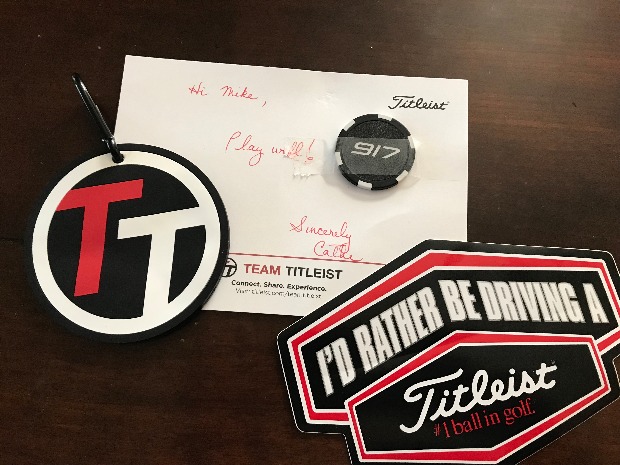 Hi Mike,
Titleist
Play well!
917
Sincerely
TT
TEAM TITLEIST
Connect. Share. Experience.
I'D RATHER BE DRIVING A
Titleist
#1 ball in golf.